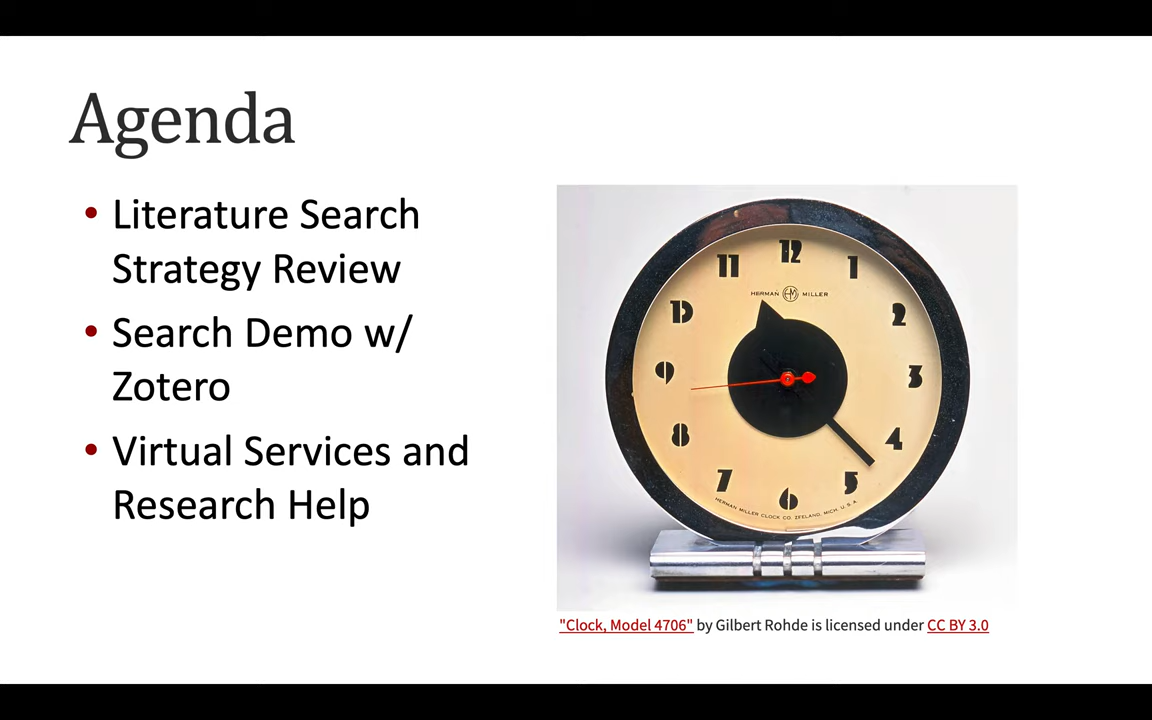 Agenda
• Literature Search
Strategy Review
• Search Demo w/
Zotero
• Virtual Services and
Research Help
11 12 1
HERMAN HM MILLER
10 2
9 3
8 4
7 6 5
HERMAN MILLER CLOCK CO. ZEELAND, MICH. U.S.A.
"Clock, Model 4706" by Gilbert Rohde is licensed under CC BY 3.0